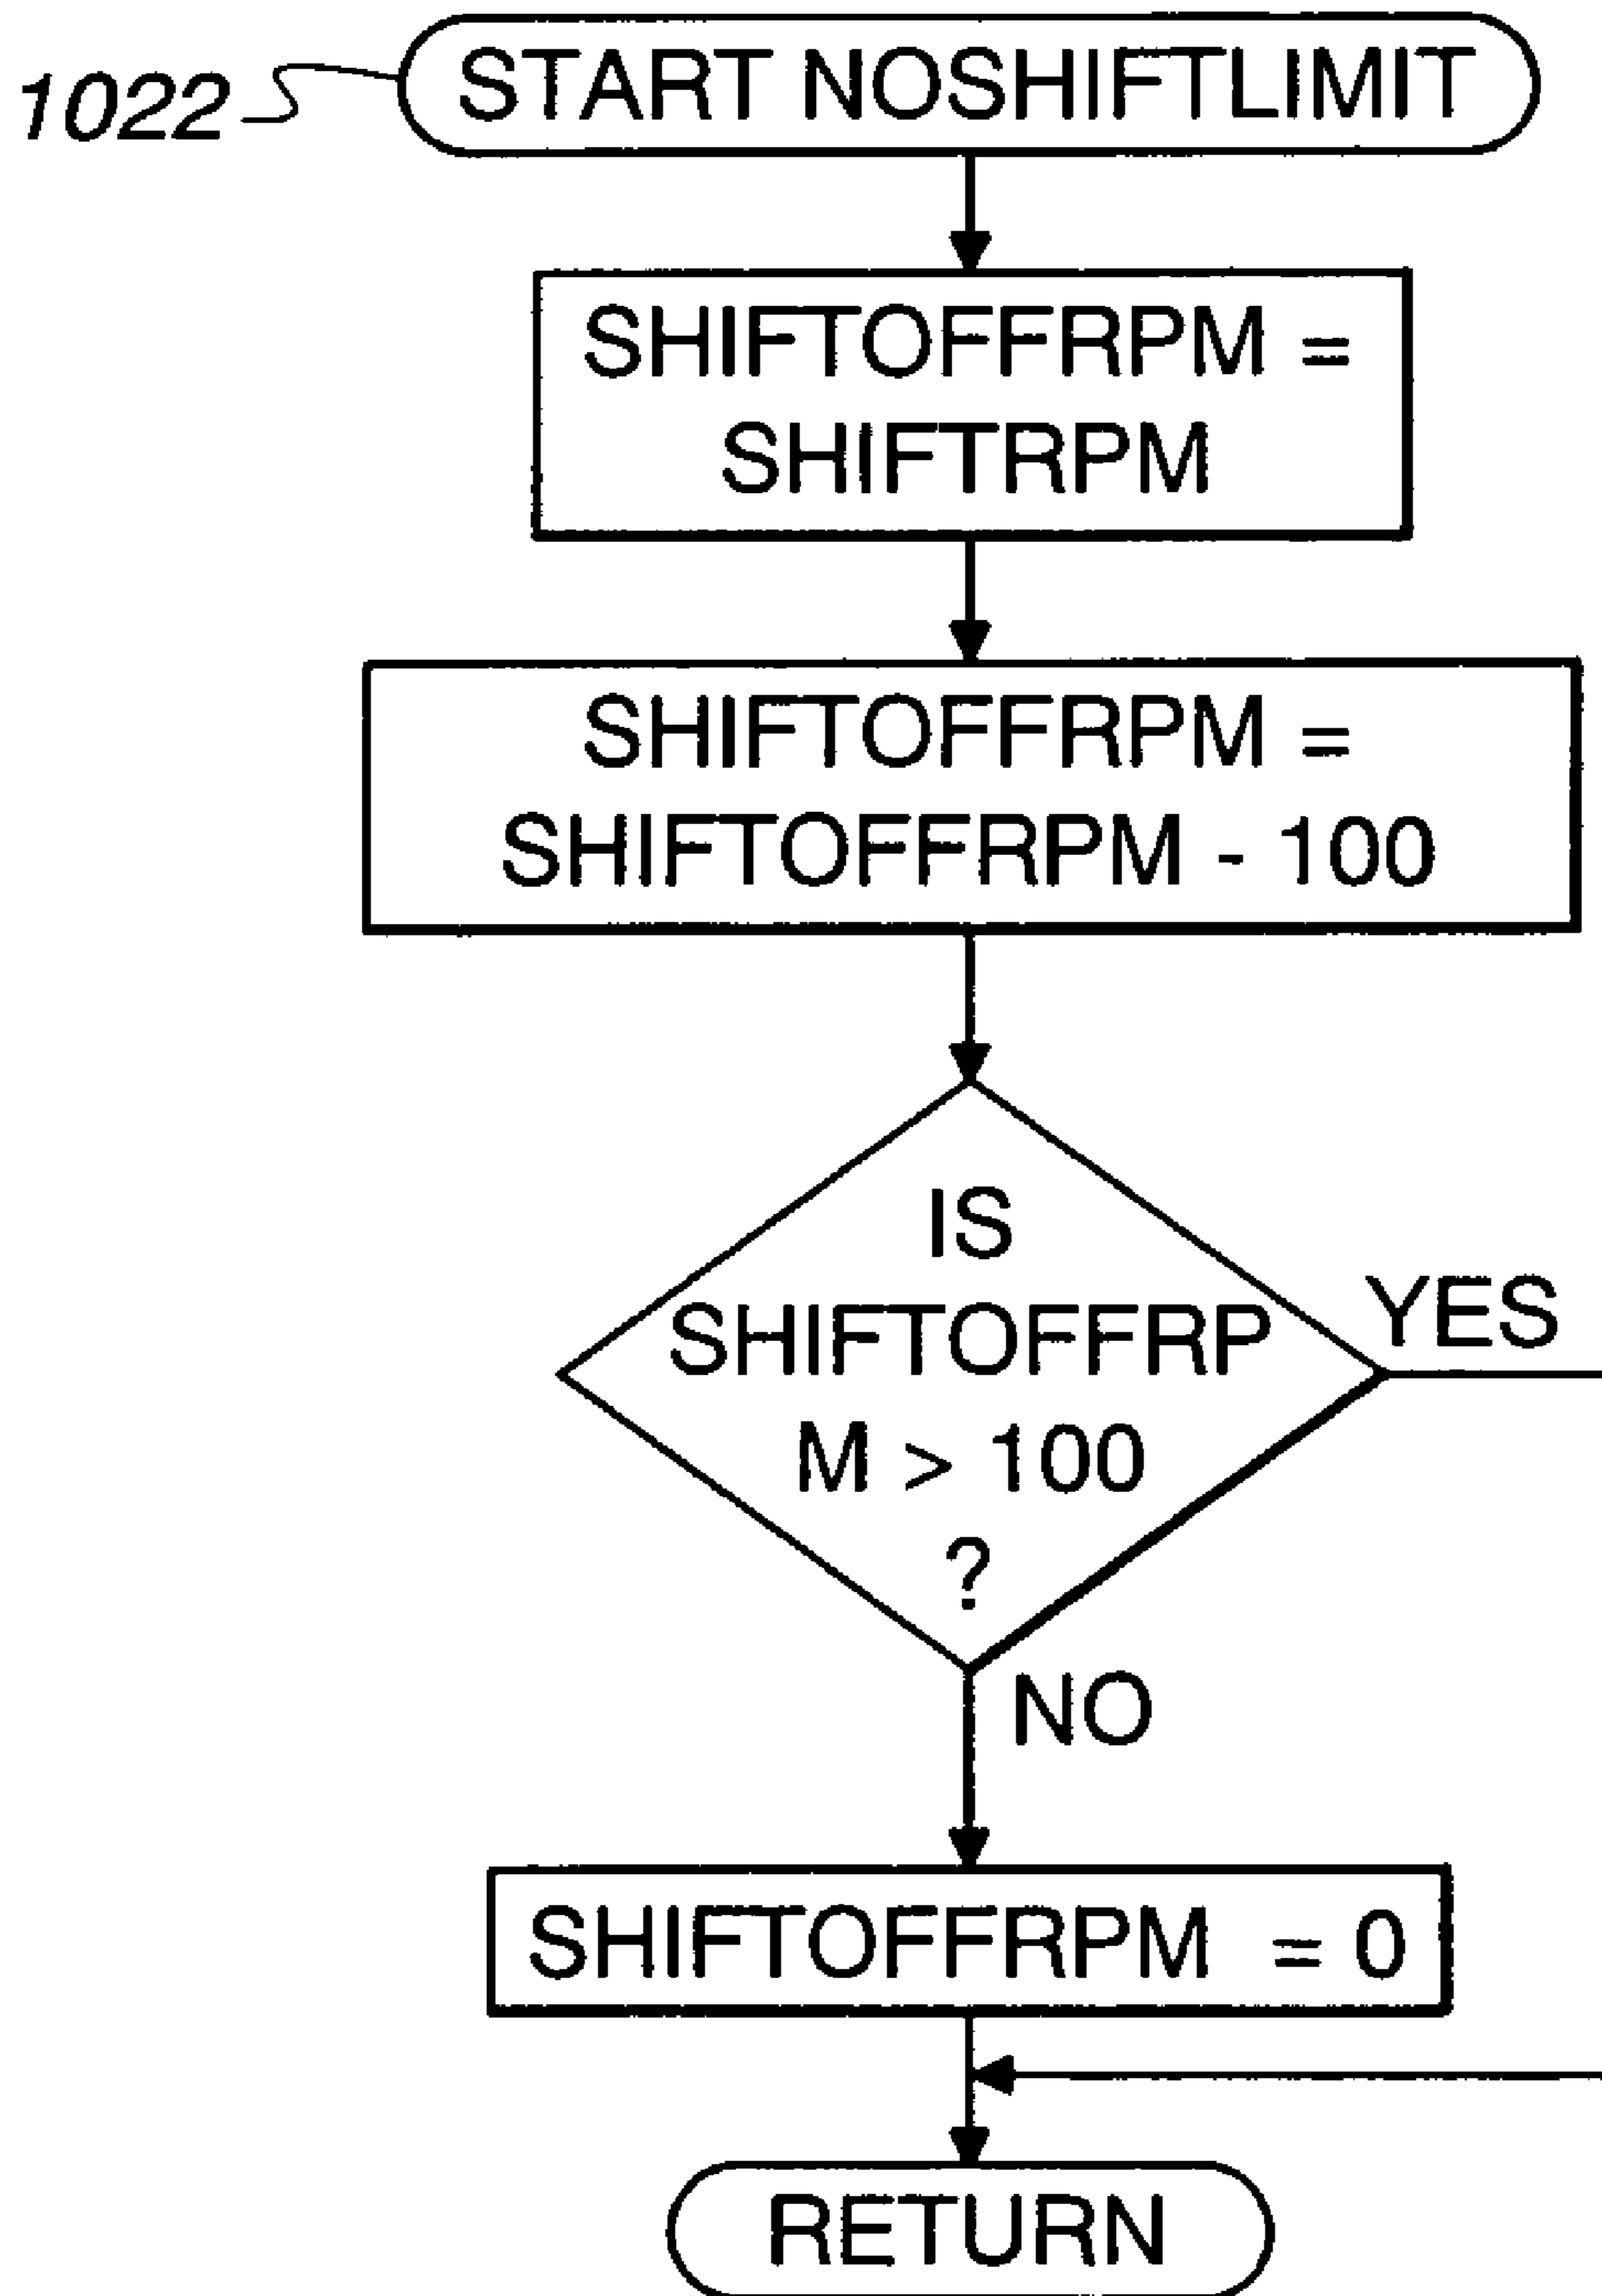 1022
START NOSHIFTLIMIT
SHIFTOFFRPM =
SHIFTRPM
SHIFTOFFRPM =
SHIFTOFFRPM - 100
IS
SHIFTOFFRP
M > 100
?
YES
NO
SHIFTOFFRPM = 0
RETURN